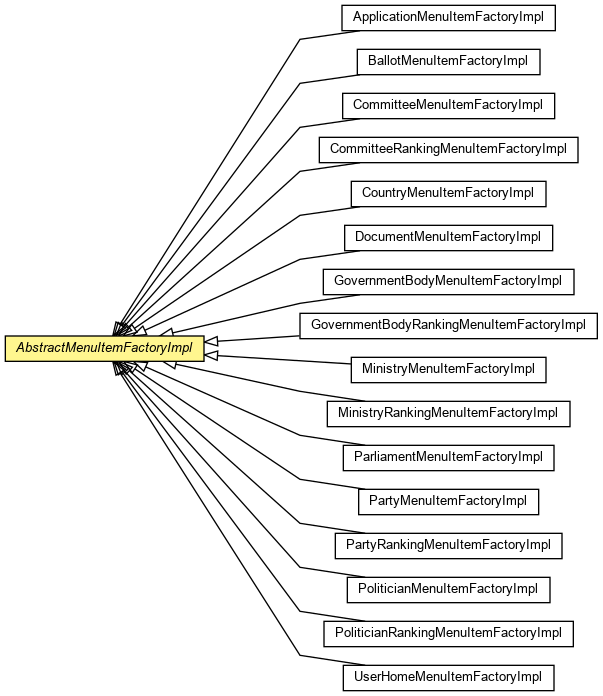 ApplicationMenuItemFactoryImpl
BallotMenuItemFactoryImpl
CommitteeMenuItemFactoryImpl
CommitteeRankingMenuItemFactoryImpl
CountryMenuItemFactoryImpl
DocumentMenuItemFactoryImpl
GovernmentBodyMenuItemFactoryImpl
GovernmentBodyRankingMenuItemFactoryImpl
AbstractMenuItemFactoryImpl
MinistryMenuItemFactoryImpl
MinistryRankingMenuItemFactoryImpl
ParliamentMenuItemFactoryImpl
PartyMenuItemFactoryImpl
PartyRankingMenuItemFactoryImpl
PoliticianMenuItemFactoryImpl
PoliticianRankingMenuItemFactoryImpl
UserHomeMenuItemFactoryImpl